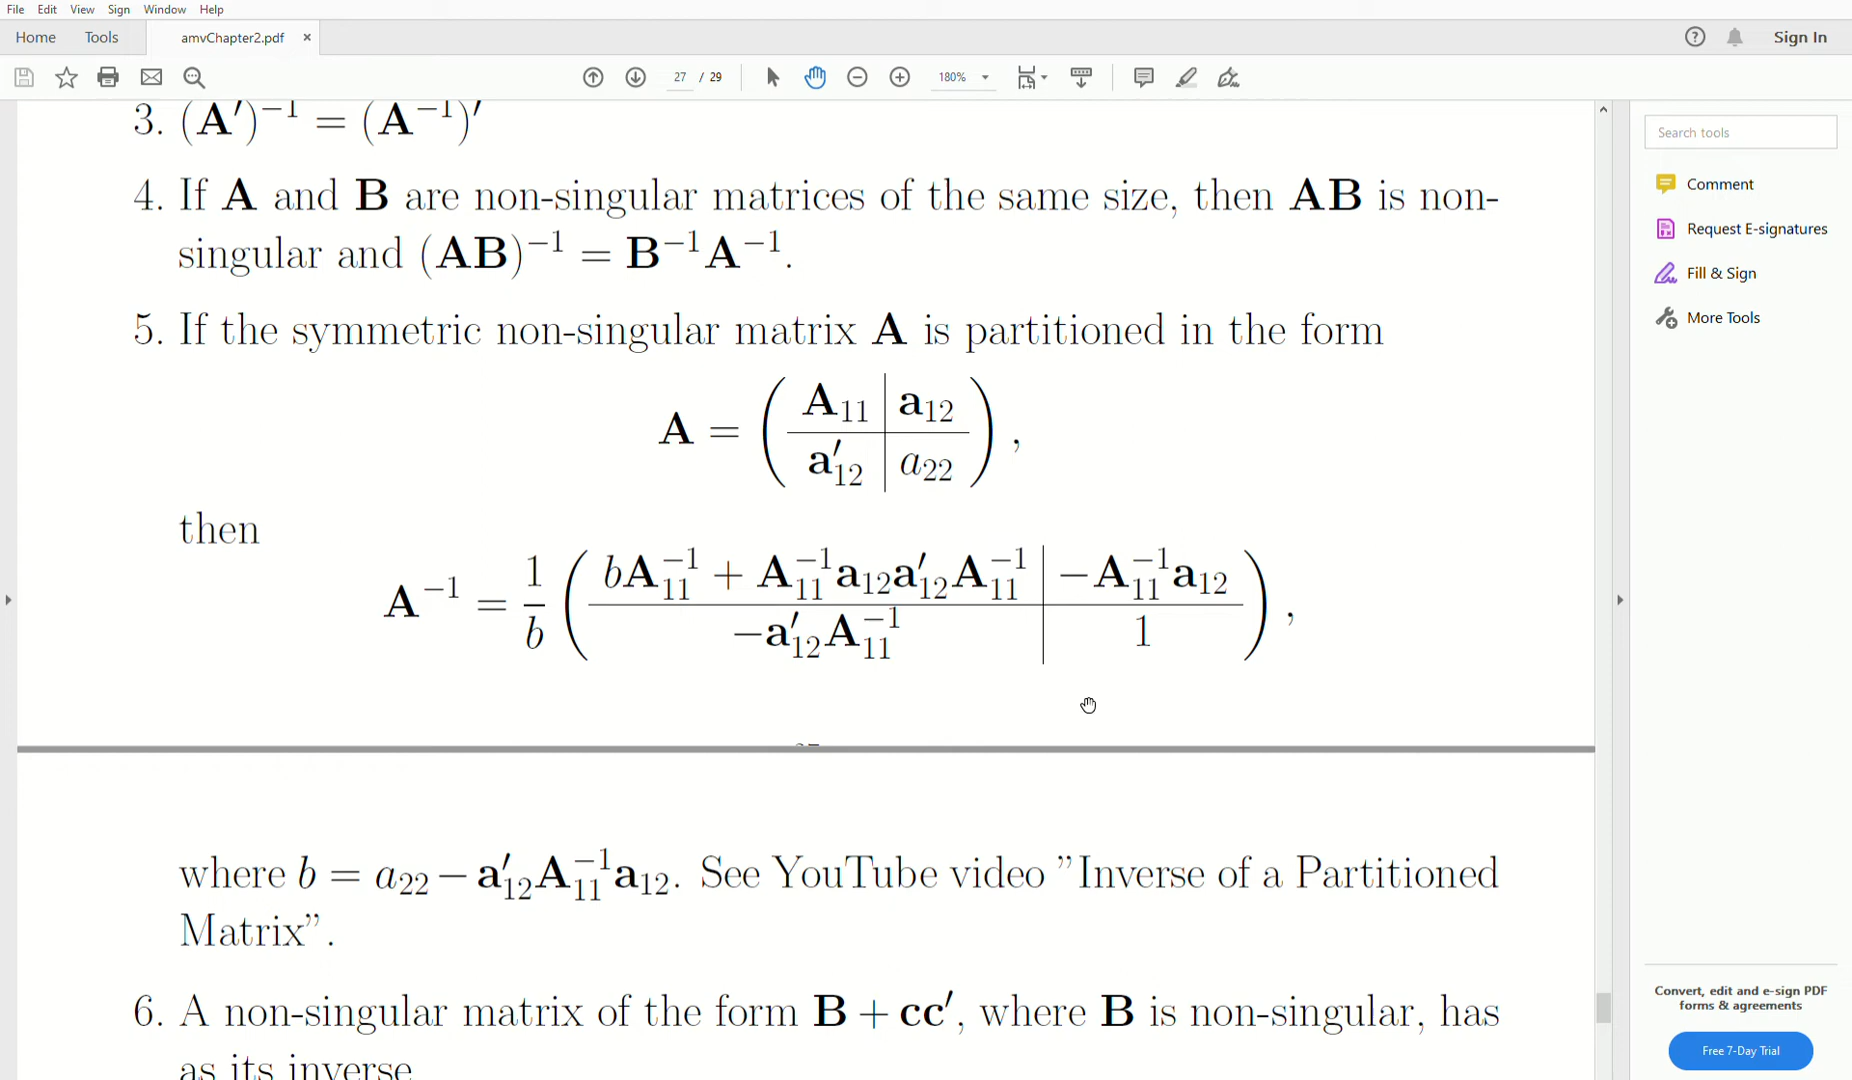 File Edit View Sign Window Help
Home Tools amvChapter2.pdf × Sign In
27 / 29 180%
3. (A′)⁻¹ = (A⁻¹)′
4. If A and B are non-singular matrices of the same size, then AB is non-
singular and (AB)⁻¹ = B⁻¹A⁻¹.
5. If the symmetric non-singular matrix A is partitioned in the form
A = ( A₁₁ | a₁₂
a′₁₂ | a₂₂ ) ,
then
A⁻¹ = 1/b ( bA₁₁⁻¹ + A₁₁⁻¹a₁₂a′₁₂A₁₁⁻¹ | −A₁₁⁻¹a₁₂
−a′₁₂A₁₁⁻¹ | 1 ) ,
where b = a₂₂ − a′₁₂A₁₁⁻¹a₁₂. See YouTube video ”Inverse of a Partitioned
Matrix”.
6. A non-singular matrix of the form B + cc′, where B is non-singular, has
as its inverse
Search tools
Comment
Request E-signatures
Fill & Sign
More Tools
Convert, edit and e-sign PDF
forms & agreements
Free 7-Day Trial